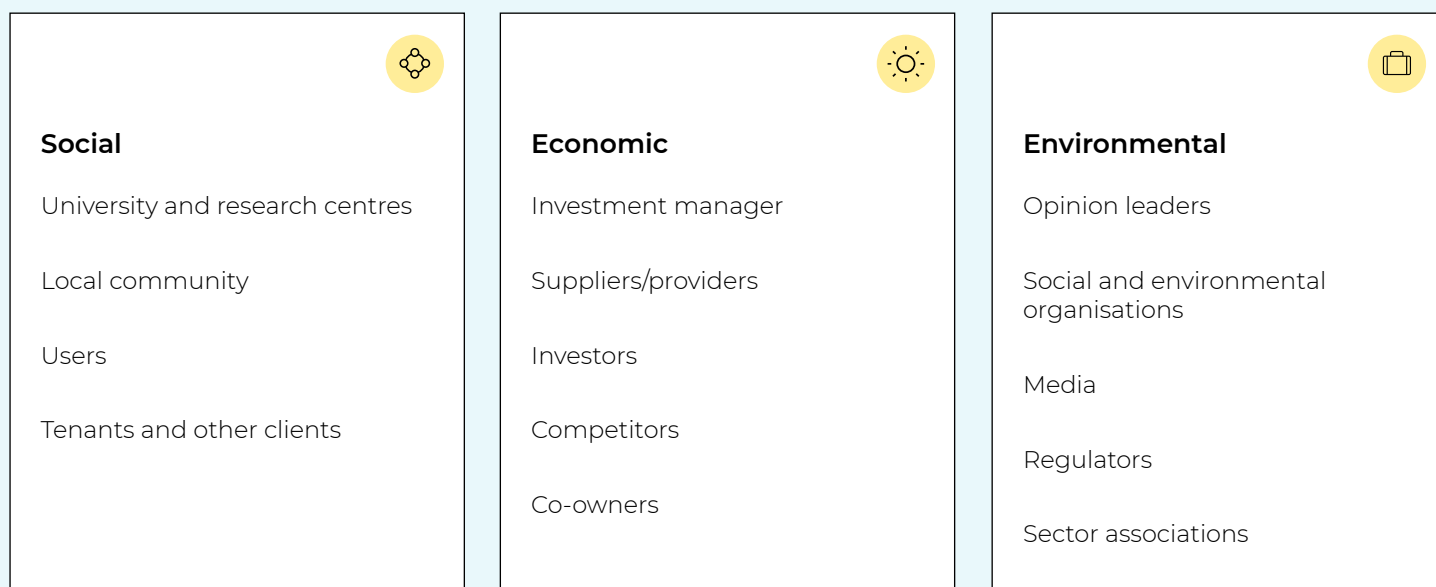 Social
University and research centres
Local community
Users
Tenants and other clients
Economic
Investment manager
Suppliers/providers
Investors
Competitors
Co-owners
Environmental
Opinion leaders
Social and environmental
organisations
Media
Regulators
Sector associations